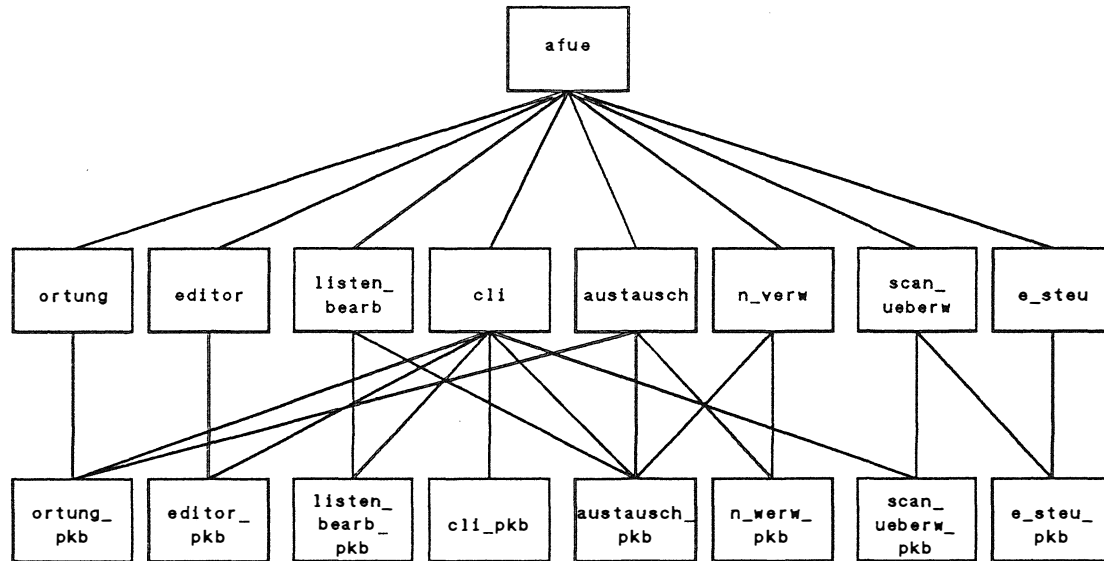 afue
ortung
editor
listen_
bearb
cli
austausch
n_verw
scan_
ueberw
e_steu
ortung_
pkb
editor_
pkb
listen_
bearb_
pkb
cli_pkb
austausch_
pkb
n_werw_
pkb
scan_
ueberw_
pkb
e_steu_
pkb